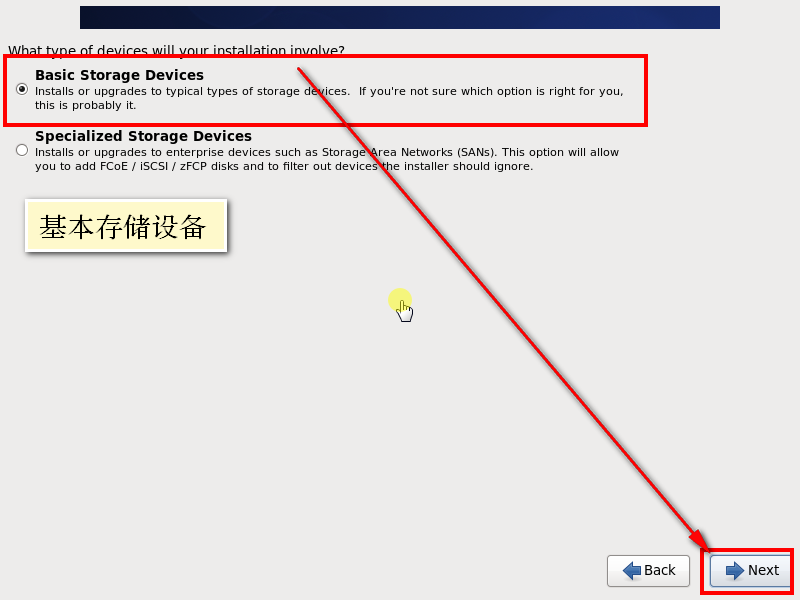 What type of devices will your installation involve?
Basic Storage Devices
Installs or upgrades to typical types of storage devices.  If you're not sure which option is right for you,
this is probably it.
Specialized Storage Devices
Installs or upgrades to enterprise devices such as Storage Area Networks (SANs). This option will allow
you to add FCoE / iSCSI / zFCP disks and to filter out devices the installer should ignore.
基本存储设备
Back
Next